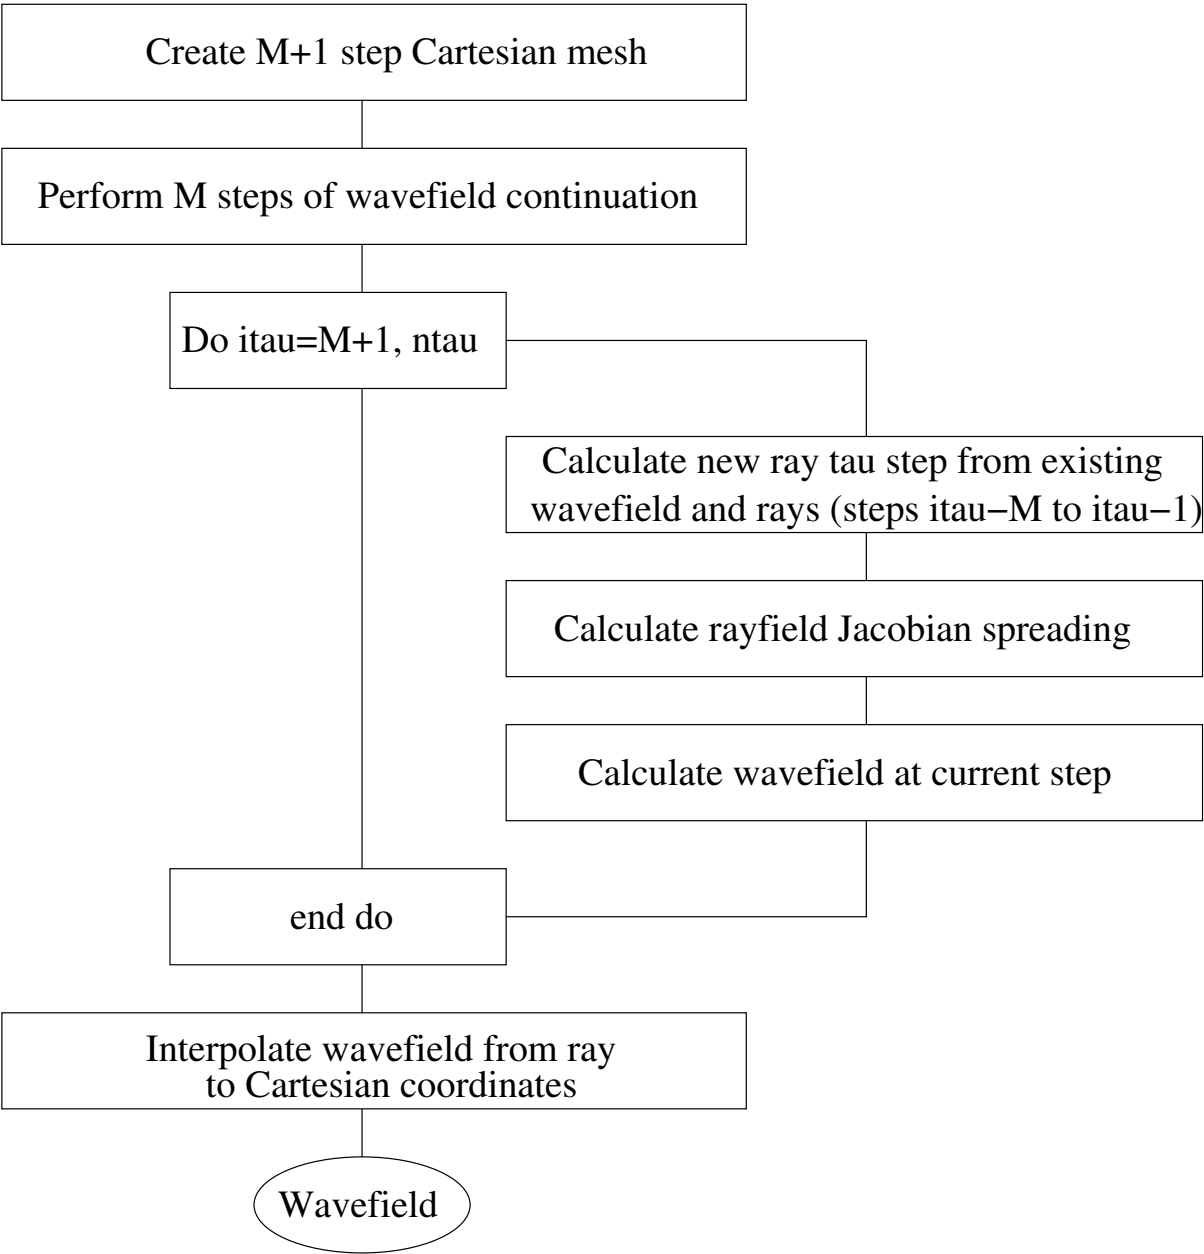 Create M+1 step Cartesian mesh
Perform M steps of wavefield continuation
Do itau=M+1, ntau
Calculate new ray tau step from existing
wavefield and rays (steps itau−M to itau−1)
Calculate rayfield Jacobian spreading
Calculate wavefield at current step
end do
Interpolate wavefield from ray
to Cartesian coordinates
Wavefield